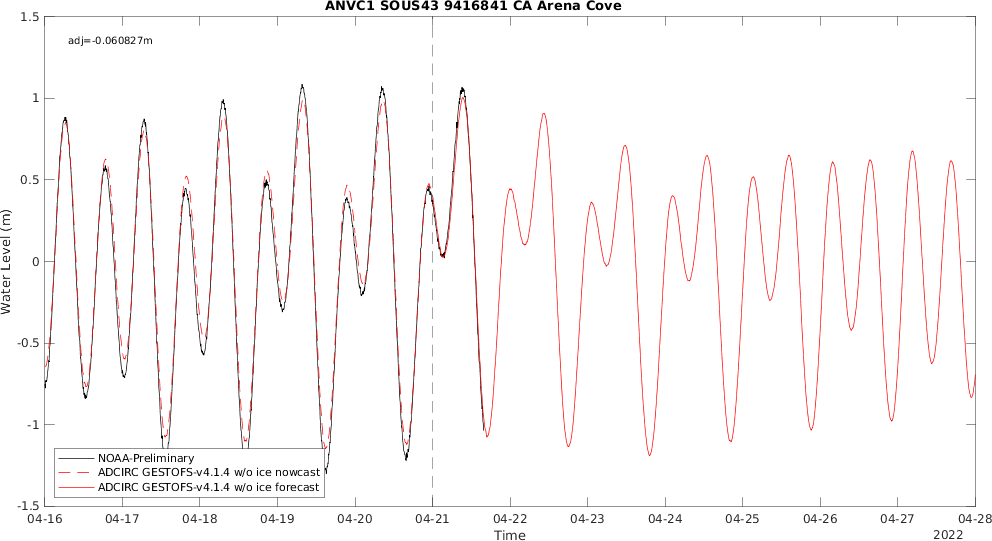 ANVC1 SOUS43 9416841 CA Arena Cove
adj=-0.060827m
Water Level (m)
1.5
1
0.5
0
-0.5
-1
-1.5
NOAA-Preliminary
ADCIRC GESTOFS-v4.1.4 w/o ice nowcast
ADCIRC GESTOFS-v4.1.4 w/o ice forecast
04-16 04-17 04-18 04-19 04-20 04-21 04-22 04-23 04-24 04-25 04-26 04-27 04-28
Time
2022